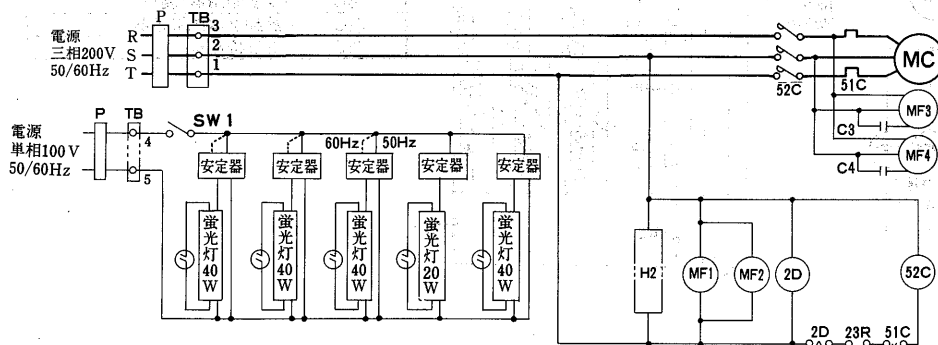 電源
三相200V
50/60Hz
R
S
T
P
TB
3
2
1
52C
51C
MC
MF3
C3
MF4
C4
電源
単相100V
50/60Hz
P
TB
4
5
SW 1
60Hz
50Hz
安定器
安定器
安定器
安定器
安定器
蛍光灯40W
蛍光灯40W
蛍光灯40W
蛍光灯20W
蛍光灯40W
H2
MF1
MF2
2D
52C
2D
23R
51C